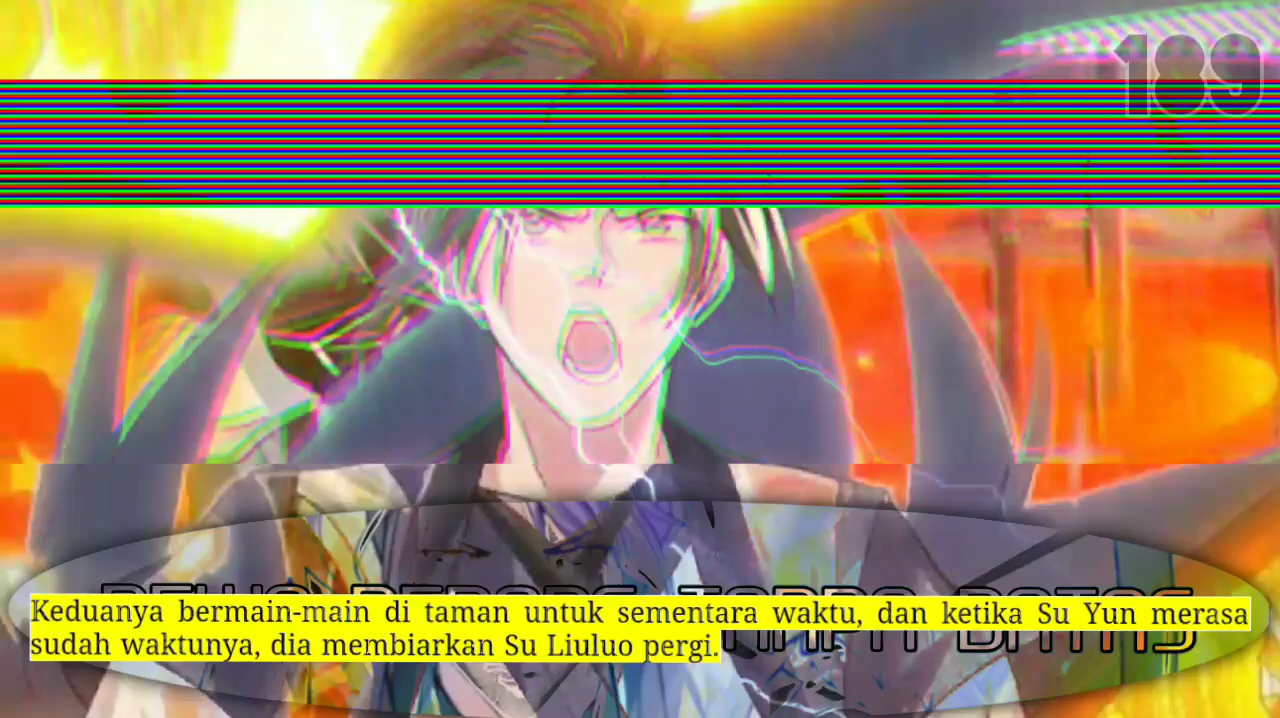 189
Keduanya bermain-main di taman untuk sementara waktu, dan ketika Su Yun merasa
sudah waktunya, dia membiarkan Su Liuluo pergi.
BATAS